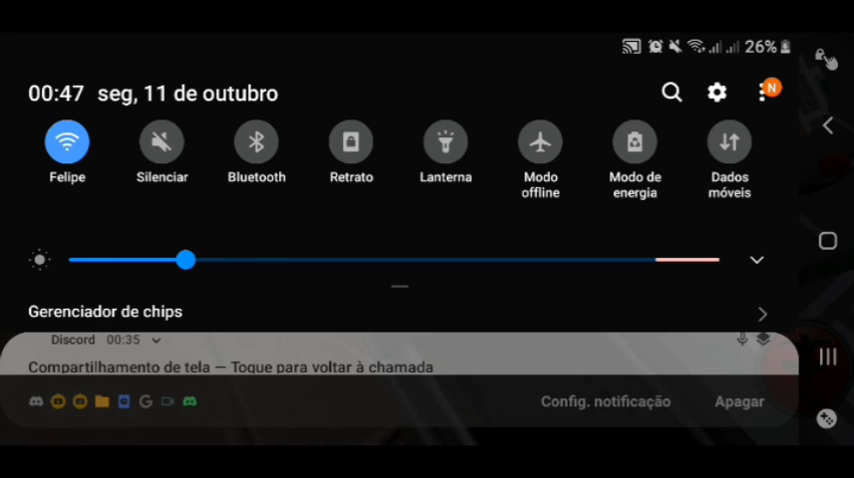 26%
00:47 seg, 11 de outubro
N
Felipe
Silenciar
Bluetooth
Retrato
Lanterna
Modo
offline
Modo de
energia
Dados
móveis
Gerenciador de chips
Discord 00:35
Compartilhamento de tela — Toque para voltar à chamada
Config. notificação
Apagar